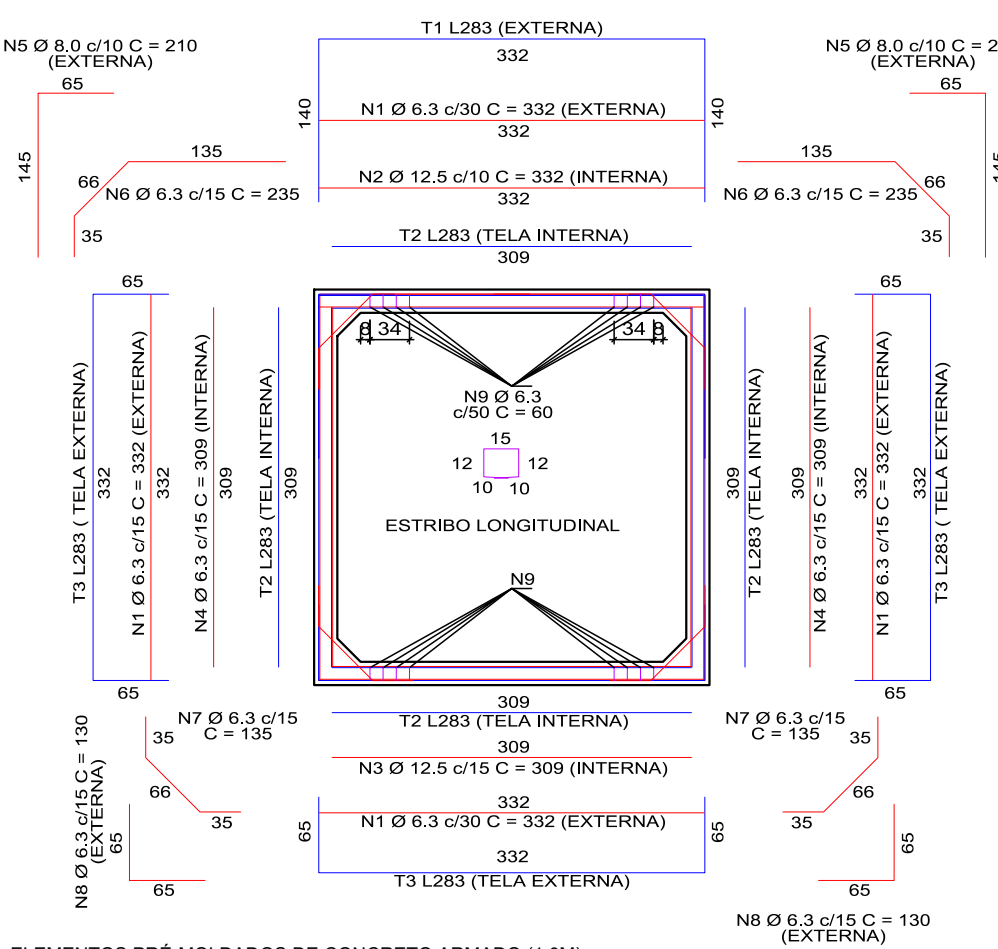 T1 L283 (EXTERNA)
332
140
140
N5 Ø 8.0 c/10 C = 210
(EXTERNA)
65
145
N5 Ø 8.0 c/10 C = 2
(EXTERNA)
65
145
N1 Ø 6.3 c/30 C = 332 (EXTERNA)
332
135
66
N6 Ø 6.3 c/15 C = 235
35
N2 Ø 12.5 c/10 C = 332 (INTERNA)
332
135
66
N6 Ø 6.3 c/15 C = 235
35
T2 L283 (TELA INTERNA)
309
65
T3 L283 ( TELA EXTERNA)
332
65
N1 Ø 6.3 c/15 C = 332 (EXTERNA)
332
N4 Ø 6.3 c/15 C = 309 (INTERNA)
309
T2 L283 (TELA INTERNA)
309
8
34
34
8
N9 Ø 6.3
c/50 C = 60
15
12
12
10
10
ESTRIBO LONGITUDINAL
N9
309
T2 L283 (TELA INTERNA)
309
N4 Ø 6.3 c/15 C = 309 (INTERNA)
332
N1 Ø 6.3 c/15 C = 332 (EXTERNA)
65
332
T3 L283 ( TELA EXTERNA)
65
309
T2 L283 (TELA INTERNA)
309
N3 Ø 12.5 c/15 C = 309 (INTERNA)
332
N1 Ø 6.3 c/30 C = 332 (EXTERNA)
65
65
332
T3 L283 (TELA EXTERNA)
N7 Ø 6.3 c/15
C = 135
35
66
35
N8 Ø 6.3 c/15 C = 130
(EXTERNA)
65
65
N7 Ø 6.3 c/15
C = 135
35
66
35
65
65
N8 Ø 6.3 c/15 C = 130
(EXTERNA)
ELEMENTOS PRÉ-MOLDADOS DE CONCRETO ARMADO (1,0M)